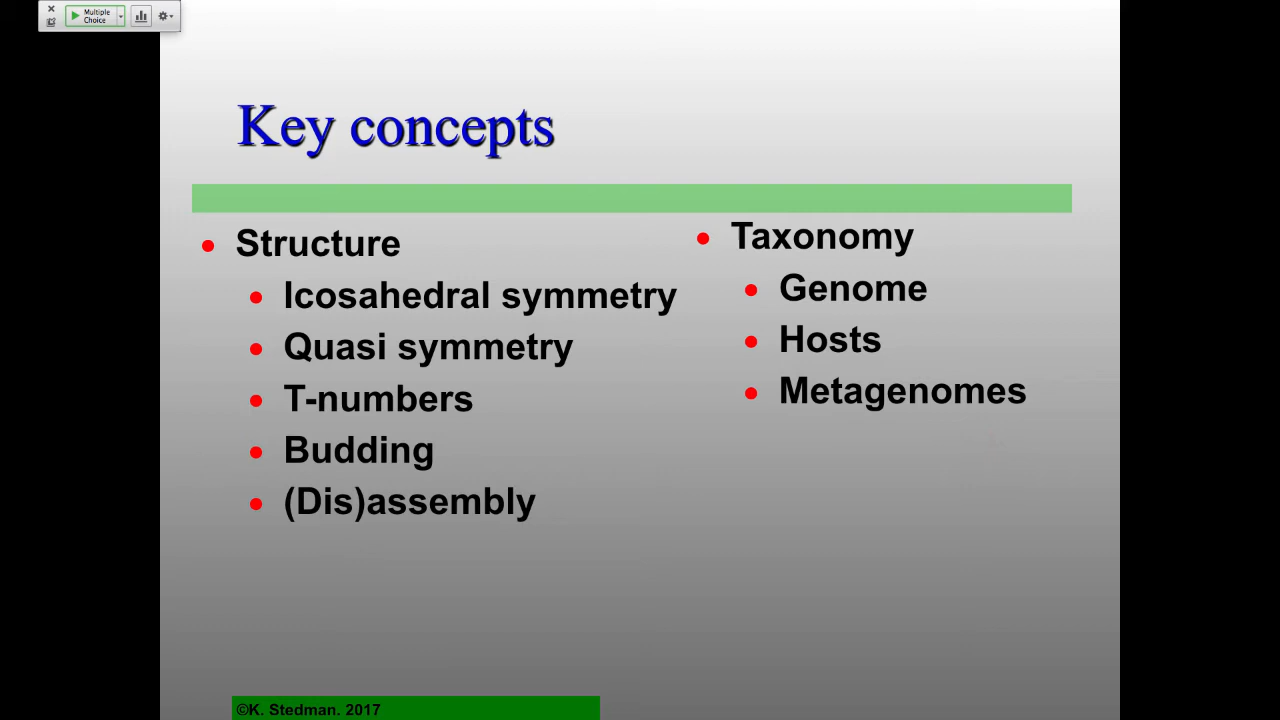 Multiple
Choice
Key concepts
Structure
Icosahedral symmetry
Quasi symmetry
T-numbers
Budding
(Dis)assembly
Taxonomy
Genome
Hosts
Metagenomes
©K. Stedman. 2017